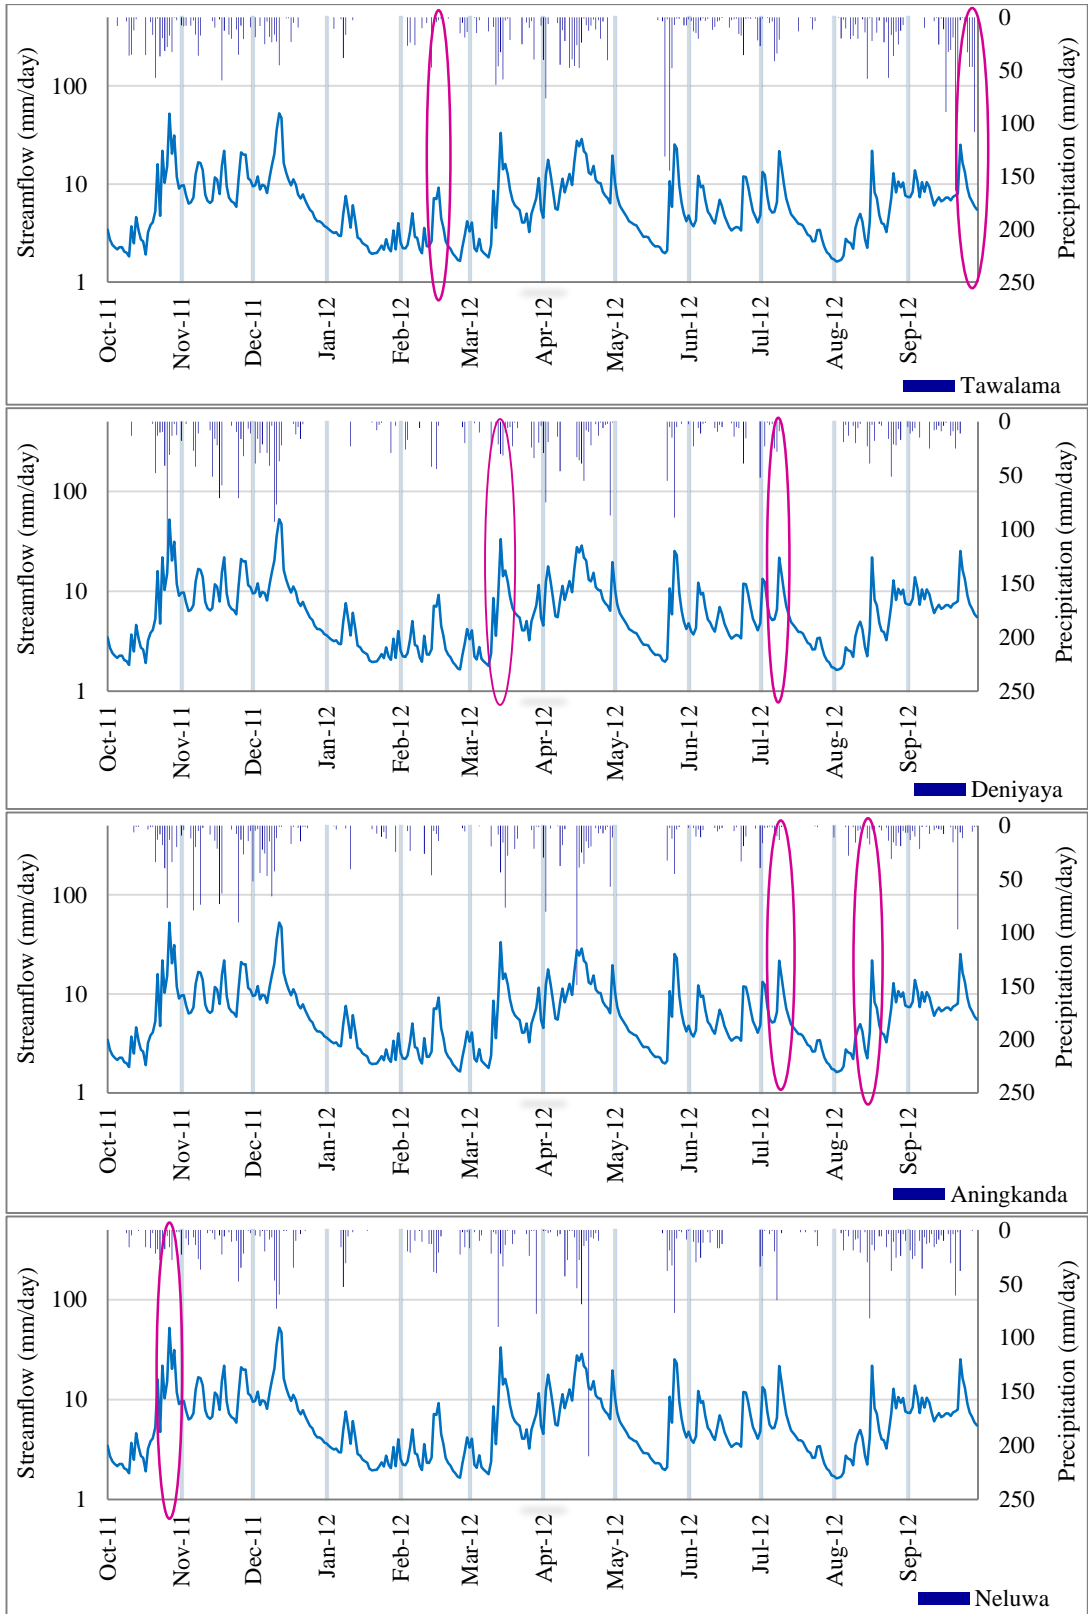 Streamflow (mm/day)
100
10
1
0
50
100
150
200
250
Precipitation (mm/day)
Oct-11
Nov-11
Dec-11
Jan-12
Feb-12
Mar-12
Apr-12
May-12
Jun-12
Jul-12
Aug-12
Sep-12
Tawalama
Streamflow (mm/day)
100
10
1
0
50
100
150
200
250
Precipitation (mm/day)
Oct-11
Nov-11
Dec-11
Jan-12
Feb-12
Mar-12
Apr-12
May-12
Jun-12
Jul-12
Aug-12
Sep-12
Deniyaya
Streamflow (mm/day)
100
10
1
0
50
100
150
200
250
Precipitation (mm/day)
Oct-11
Nov-11
Dec-11
Jan-12
Feb-12
Mar-12
Apr-12
May-12
Jun-12
Jul-12
Aug-12
Sep-12
Aningkanda
Streamflow (mm/day)
100
10
1
0
50
100
150
200
250
Precipitation (mm/day)
Oct-11
Nov-11
Dec-11
Jan-12
Feb-12
Mar-12
Apr-12
May-12
Jun-12
Jul-12
Aug-12
Sep-12
Neluwa